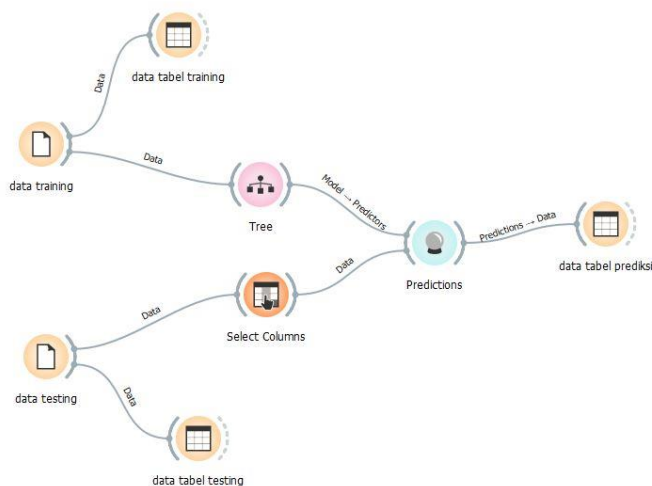 data tabel training
Data
data training
Data
Tree
Model → Predictors
Predictions
Predictions → Data
data tabel prediksi
Data
Select Columns
Data
data testing
Data
data tabel testing